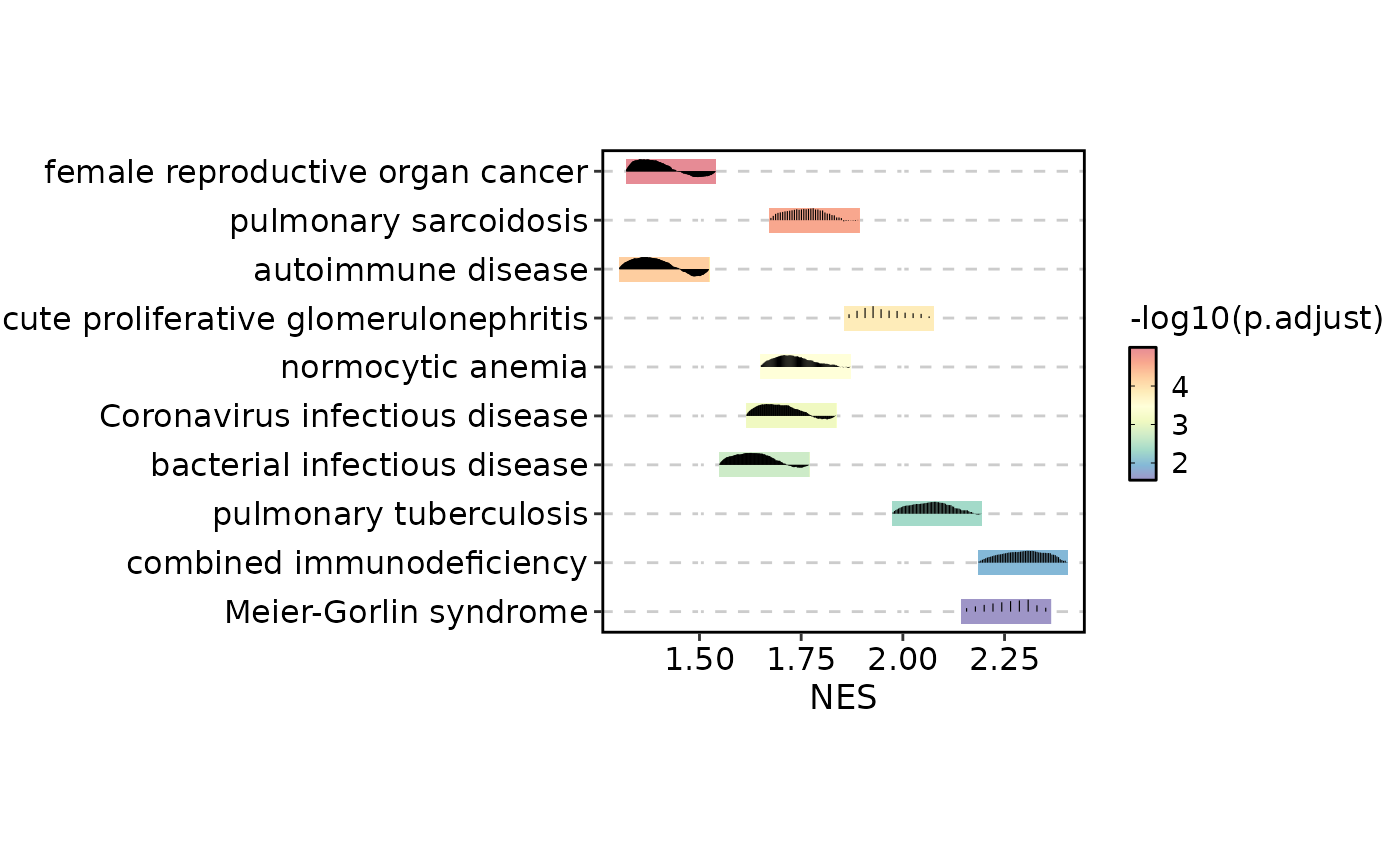 female reproductive organ cancer
pulmonary sarcoidosis
autoimmune disease
cute proliferative glomerulonephritis
normocytic anemia
Coronavirus infectious disease
bacterial infectious disease
pulmonary tuberculosis
combined immunodeficiency
Meier-Gorlin syndrome
1.50 1.75 2.00 2.25
NES
-log10(p.adjust)
4
3
2